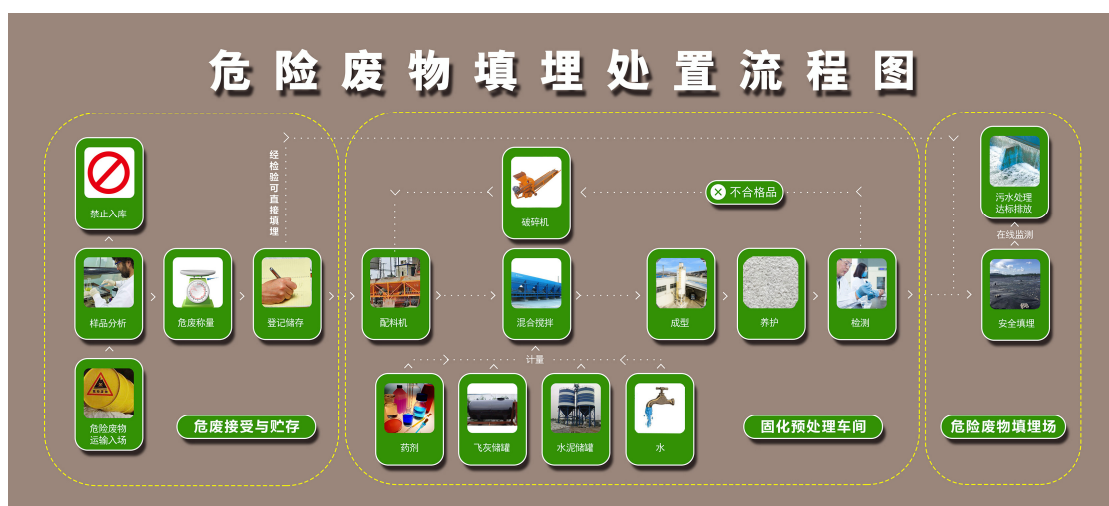 危险废物填埋处置流程图
禁止入库
经检验可直接填埋
样品分析
危废称量
登记储存
危险废物
运输入场
危废接受与贮存
破碎机
不合格品
配料机
混合搅拌
成型
养护
检测
计量
药剂
飞灰储罐
水泥储罐
水
固化预处理车间
污水处理
达标排放
在线监测
安全填埋
危险废物填埋场